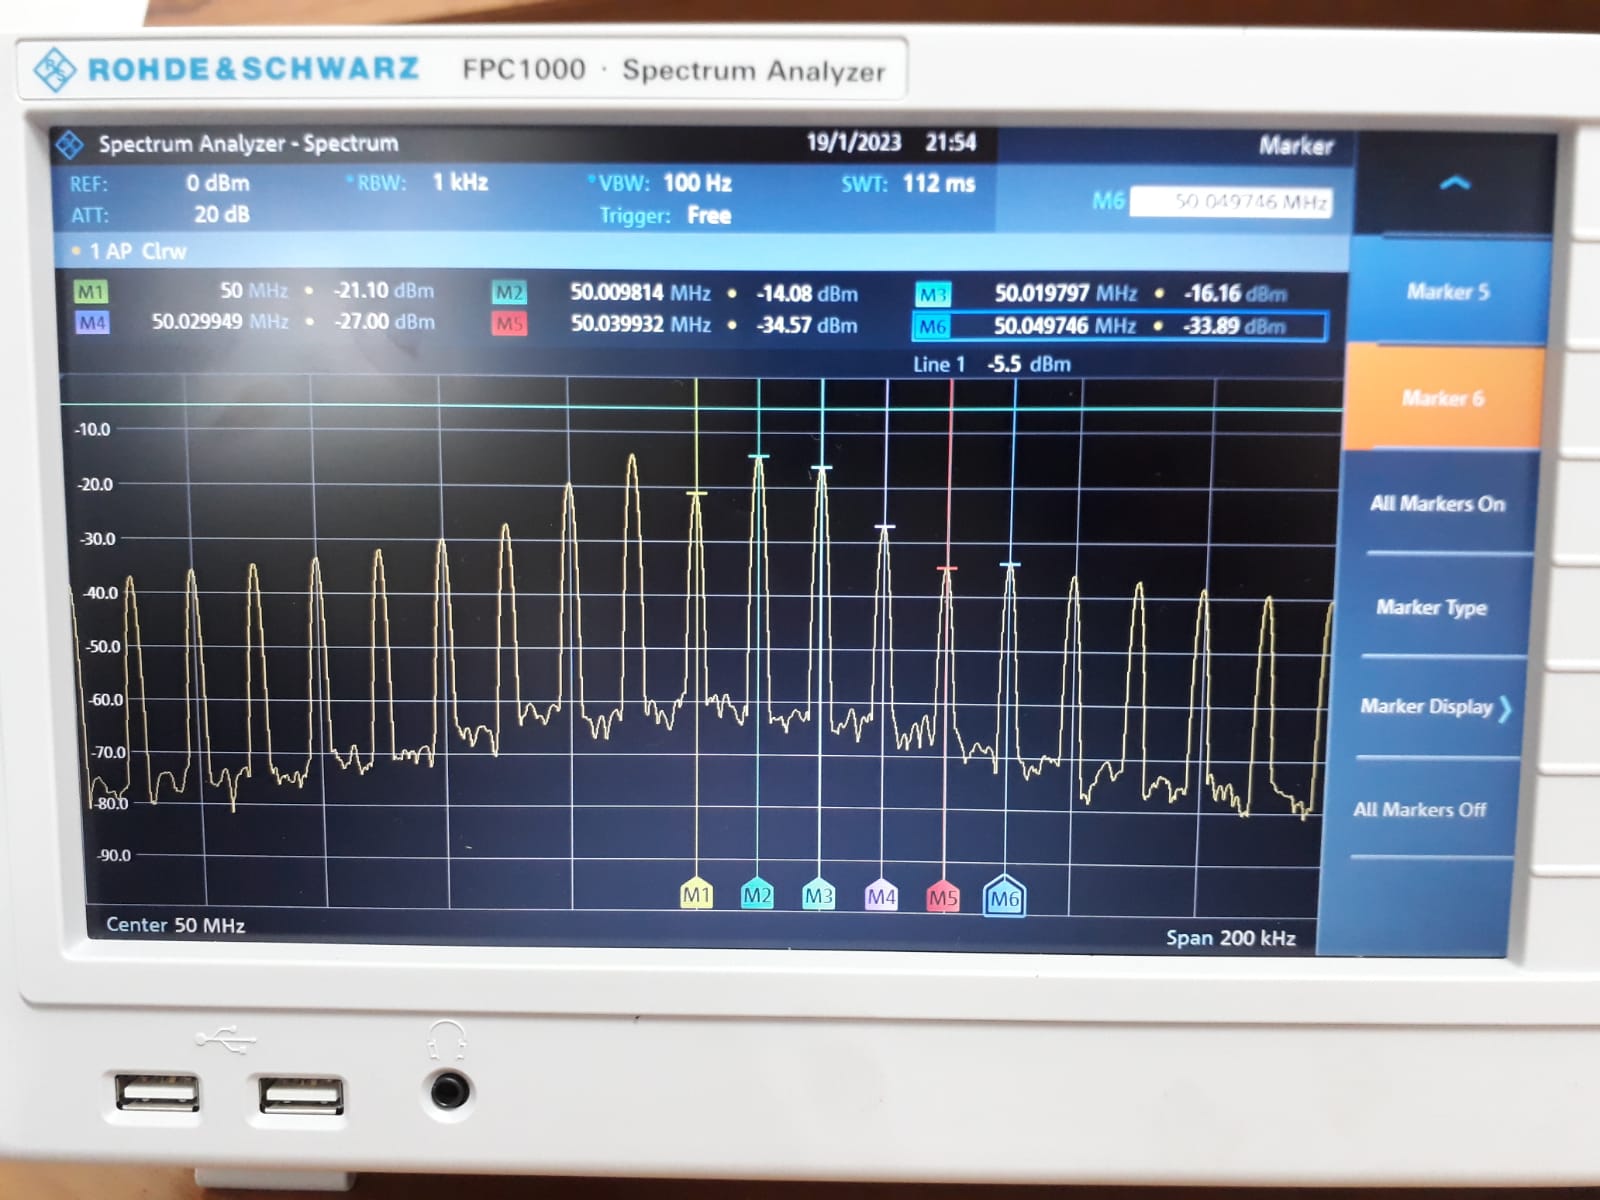 ROHDE&SCHWARZ FPC1000 · Spectrum Analyzer
Spectrum Analyzer - Spectrum 19/1/2023 21:54 Marker
REF: 0 dBm RBW: 1 kHz VBW: 100 Hz SWT: 112 ms M6 50.049746 MHz
ATT: 20 dB Trigger: Free
1 AP Clrw
M1 50 MHz • -21.10 dBm M2 50.009814 MHz • -14.08 dBm M3 50.019797 MHz • -16.16 dBm
M4 50.029949 MHz • -27.00 dBm M5 50.039932 MHz • -34.57 dBm M6 50.049746 MHz • -33.89 dBm
Line 1 -5.5 dBm
-10.0
-20.0
-30.0
-40.0
-50.0
-60.0
-70.0
-80.0
-90.0
M1 M2 M3 M4 M5 M6
Center 50 MHz Span 200 kHz
Marker 5
Marker 6
All Markers On
Marker Type
Marker Display
All Markers Off